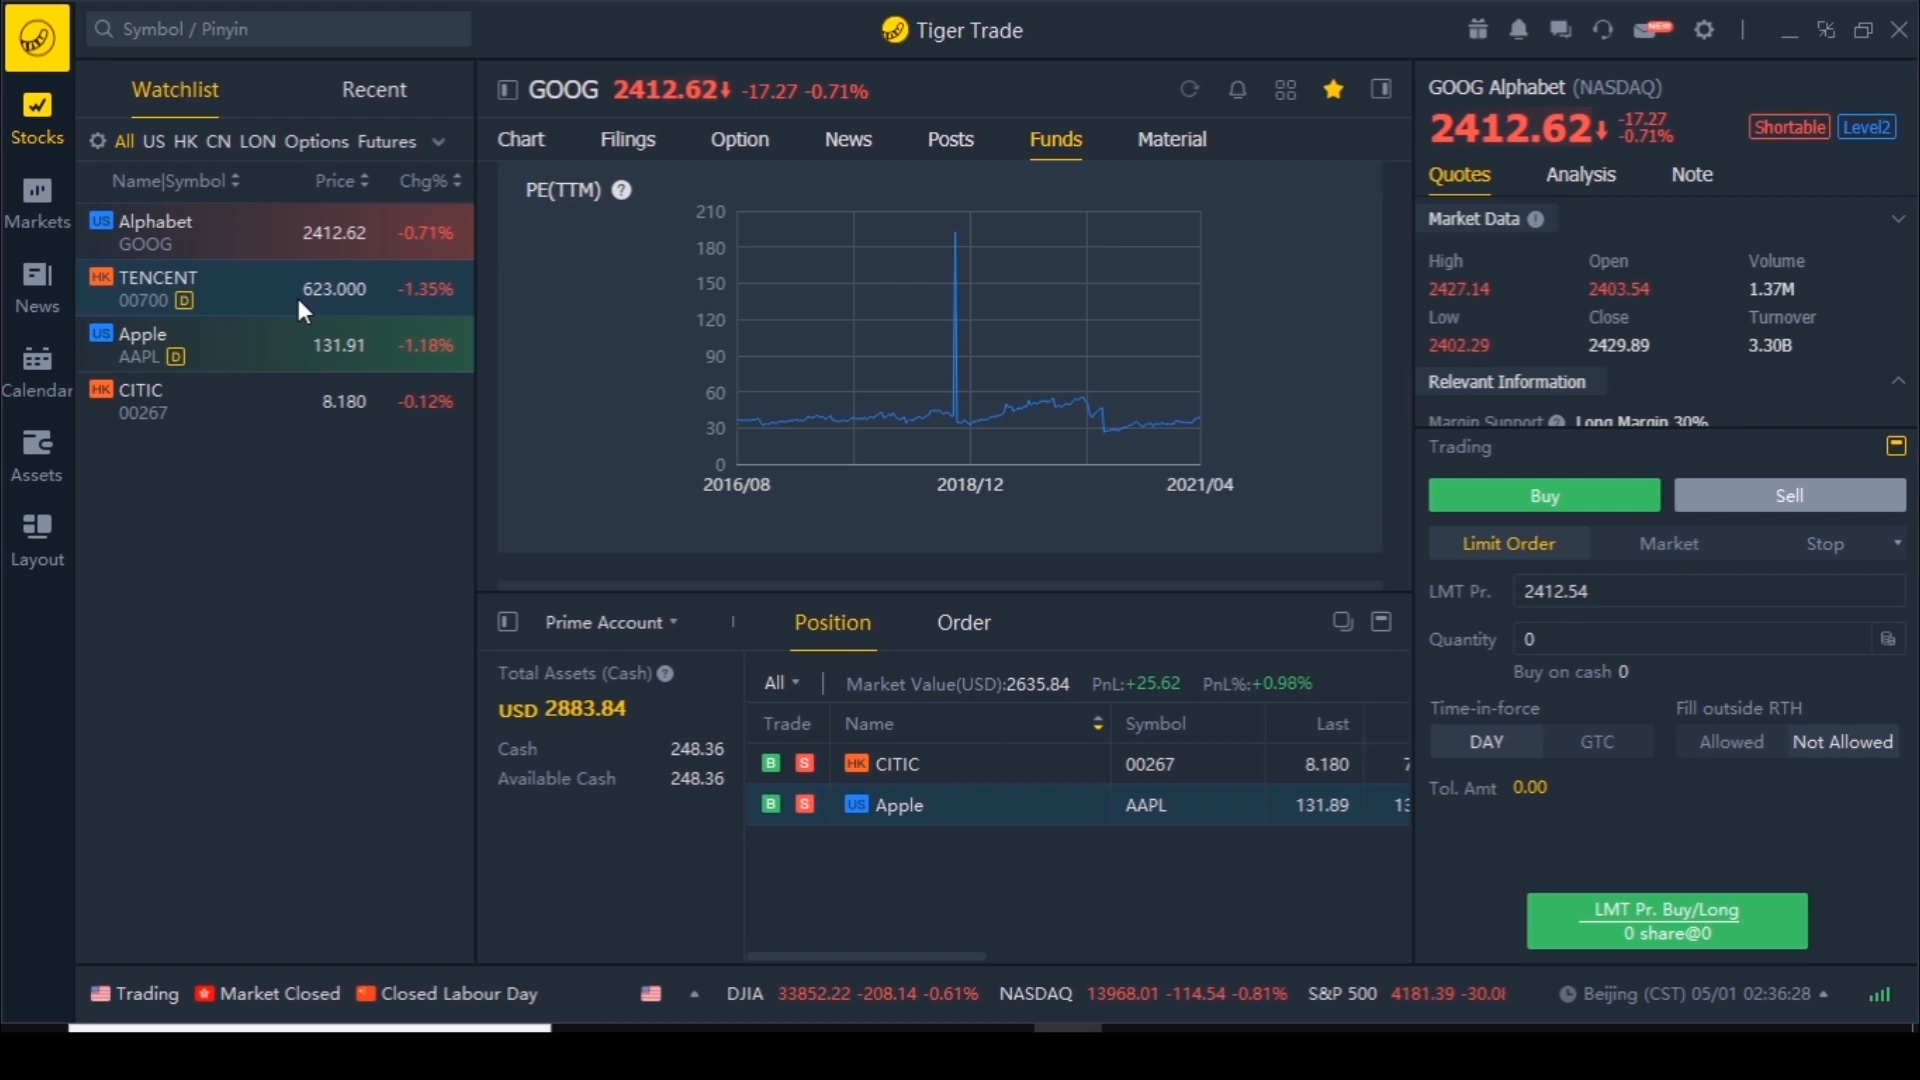 Symbol / Pinyin
Tiger Trade
NEW
Stocks
Markets
News
Calendar
Assets
Layout
Watchlist Recent
All US HK CN LON Options Futures
Name|Symbol Price Chg%
US Alphabet
GOOG 2412.62 -0.71%
HK TENCENT
00700 D 623.000 -1.35%
US Apple
AAPL D 131.91 -1.18%
HK CITIC
00267 8.180 -0.12%
GOOG 2412.62 -17.27 -0.71%
Chart Filings Option News Posts Funds Material
PE(TTM) ?
210
180
150
120
90
60
30
0
2016/08 2018/12 2021/04
Prime Account Position Order
Total Assets (Cash) ?
USD 2883.84
Cash 248.36
Available Cash 248.36
All | Market Value(USD):2635.84 PnL:+25.62 PnL%:+0.98%
Trade Name Symbol Last
B S HK CITIC 00267 8.180 7
B S US Apple AAPL 131.89 13
GOOG Alphabet (NASDAQ)
2412.62 -17.27
-0.71%
Shortable Level2
Quotes Analysis Note
Market Data
High Open Volume
2427.14 2403.54 1.37M
Low Close Turnover
2402.29 2429.89 3.30B
Relevant Information
Margin Support ? Long Margin 30%
Trading
Buy Sell
Limit Order Market Stop
LMT Pr. 2412.54
Quantity 0
Buy on cash 0
Time-in-force Fill outside RTH
DAY GTC Allowed Not Allowed
Tol. Amt 0.00
LMT Pr. Buy/Long
0 share@0
Trading Market Closed Closed Labour Day DJIA 33852.22 -208.14 -0.61% NASDAQ 13968.01 -114.54 -0.81% S&P 500 4181.39 -30.08 Beijing (CST) 05/01 02:36:28